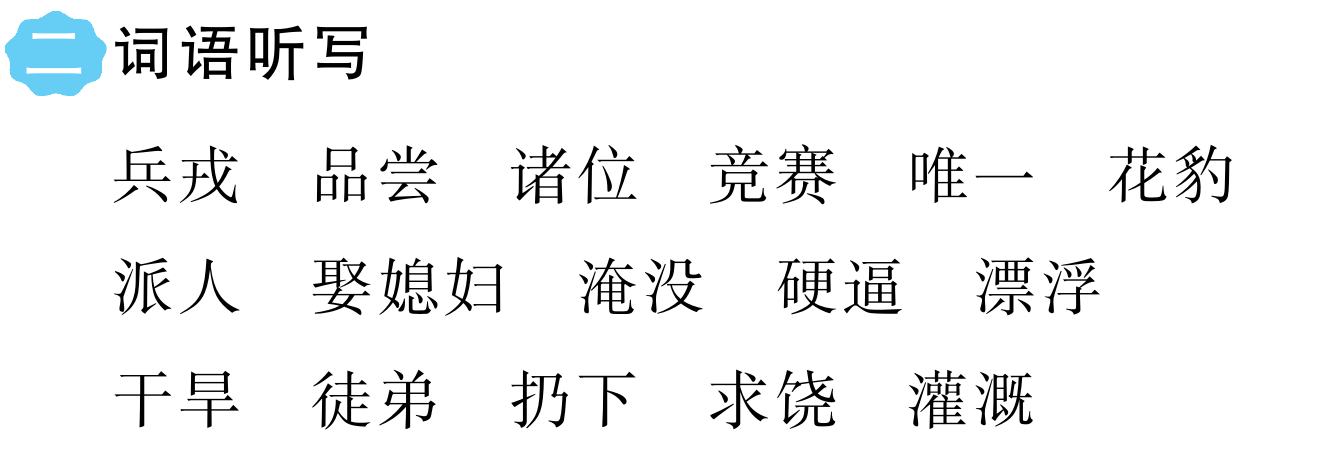 二 词语听写
兵戎 品尝 诸位 竞赛 唯一 花豹
派人 娶媳妇 淹没 硬逼 漂浮
干旱 徒弟 扔下 求饶 灌溉